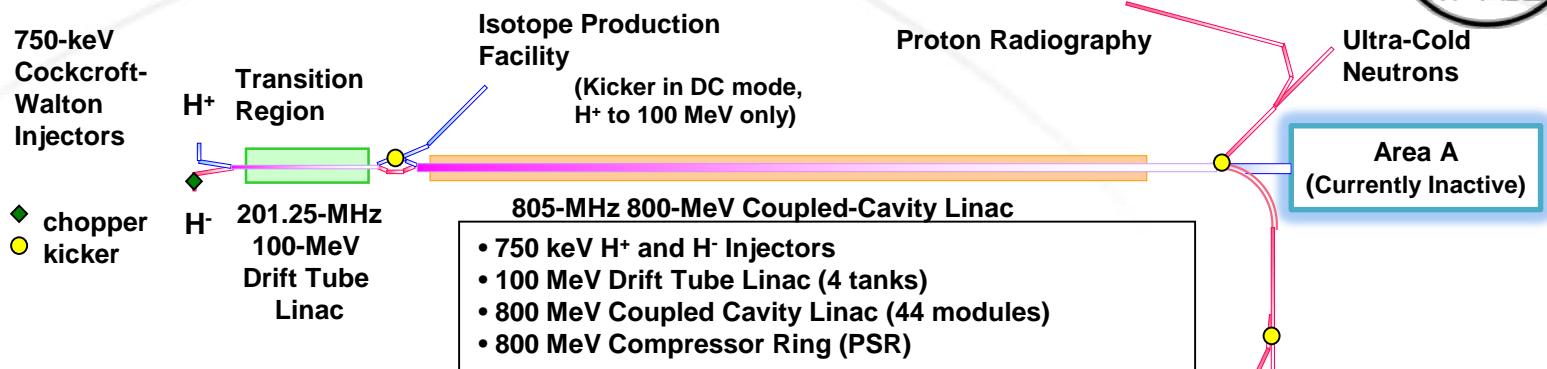 750-keV
Cockcroft-
Walton
Injectors
H+
Transition
Region
Isotope Production
Facility
(Kicker in DC mode,
H+ to 100 MeV only)
Proton Radiography
Ultra-Cold
Neutrons
Area A
(Currently Inactive)
chopper
kicker
H-
201.25-MHz
100-MeV
Drift Tube
Linac
805-MHz 800-MeV Coupled-Cavity Linac
• 750 keV H+ and H- Injectors
• 100 MeV Drift Tube Linac (4 tanks)
• 800 MeV Coupled Cavity Linac (44 modules)
• 800 MeV Compressor Ring (PSR)